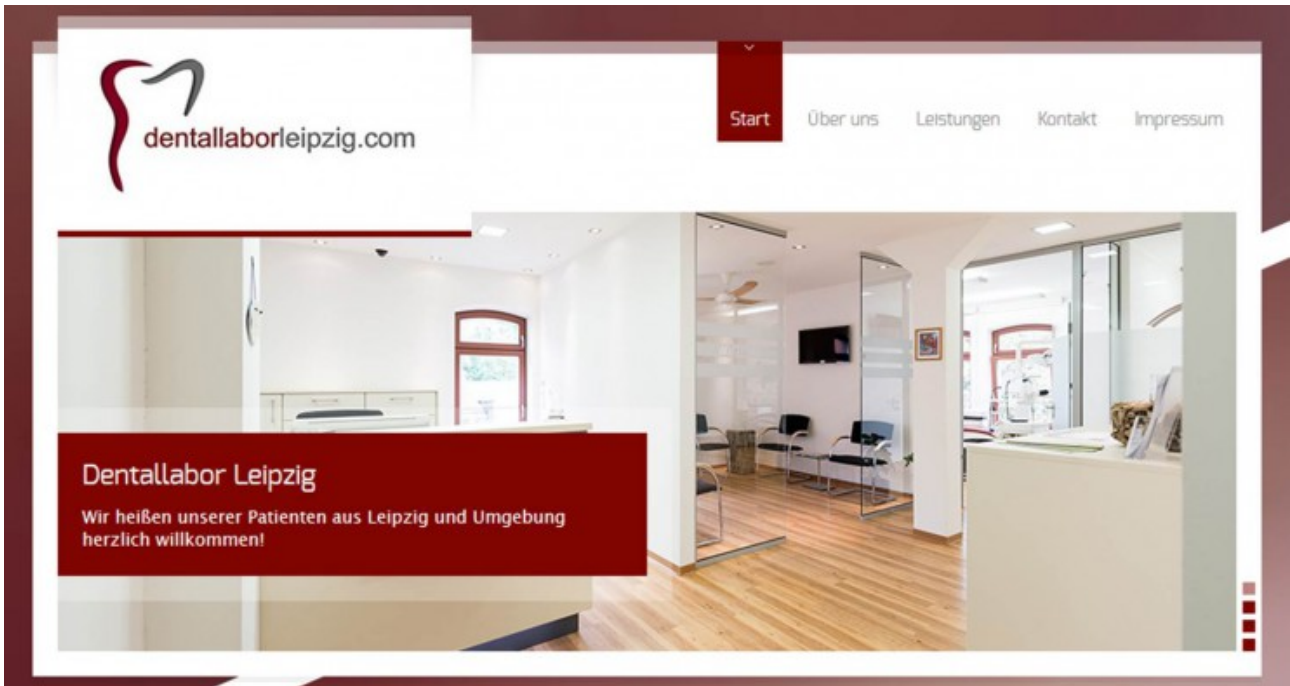 dentallaborleipzig.com
Start Über uns Leistungen Kontakt Impressum
Dentallabor Leipzig
Wir heißen unserer Patienten aus Leipzig und Umgebung
herzlich willkommen!